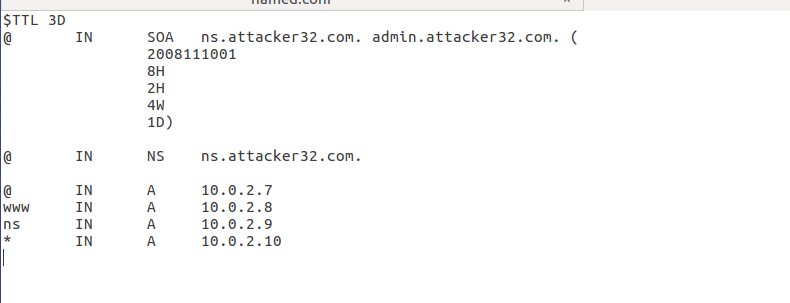 named.conf
$TTL 3D
@ IN SOA ns.attacker32.com. admin.attacker32.com. (
2008111001
8H
2H
4W
1D)
@ IN NS ns.attacker32.com.
@ IN A 10.0.2.7
www IN A 10.0.2.8
ns IN A 10.0.2.9
* IN A 10.0.2.10